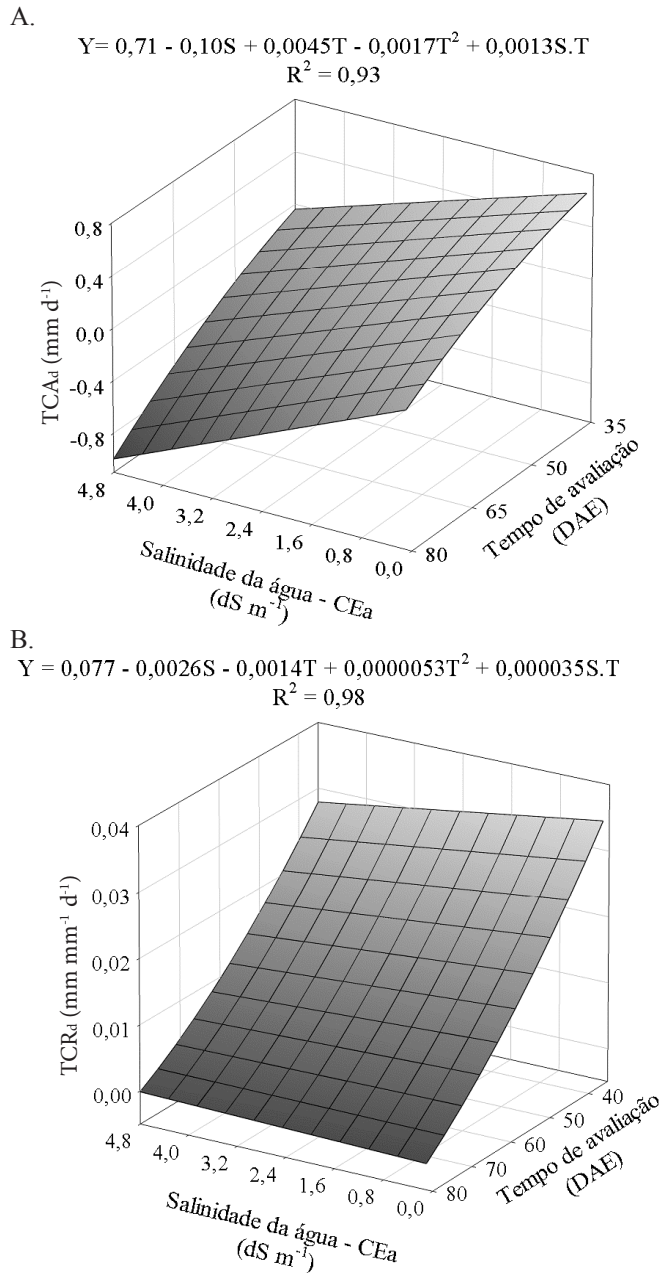 A.
Y= 0,71 - 0,10S + 0,0045T - 0,0017T² + 0,0013S.T
R² = 0,93
TCAd (mm d⁻¹)
0,8
0,4
0,0
-0,4
-0,8
4,8
4,0
3,2
2,4
1,6
0,8
0,0
Salinidade da água - CEa
(dS m⁻¹)
35
50
65
80
Tempo de avaliação
(DAE)
B.
Y = 0,077 - 0,0026S - 0,0014T + 0,0000053T² + 0,000035S.T
R² = 0,98
TCRd (mm mm⁻¹ d⁻¹)
0,04
0,03
0,02
0,01
0,00
4,8
4,0
3,2
2,4
1,6
0,8
0,0
Salinidade da água - CEa
(dS m⁻¹)
40
50
60
70
80
Tempo de avaliação
(DAE)